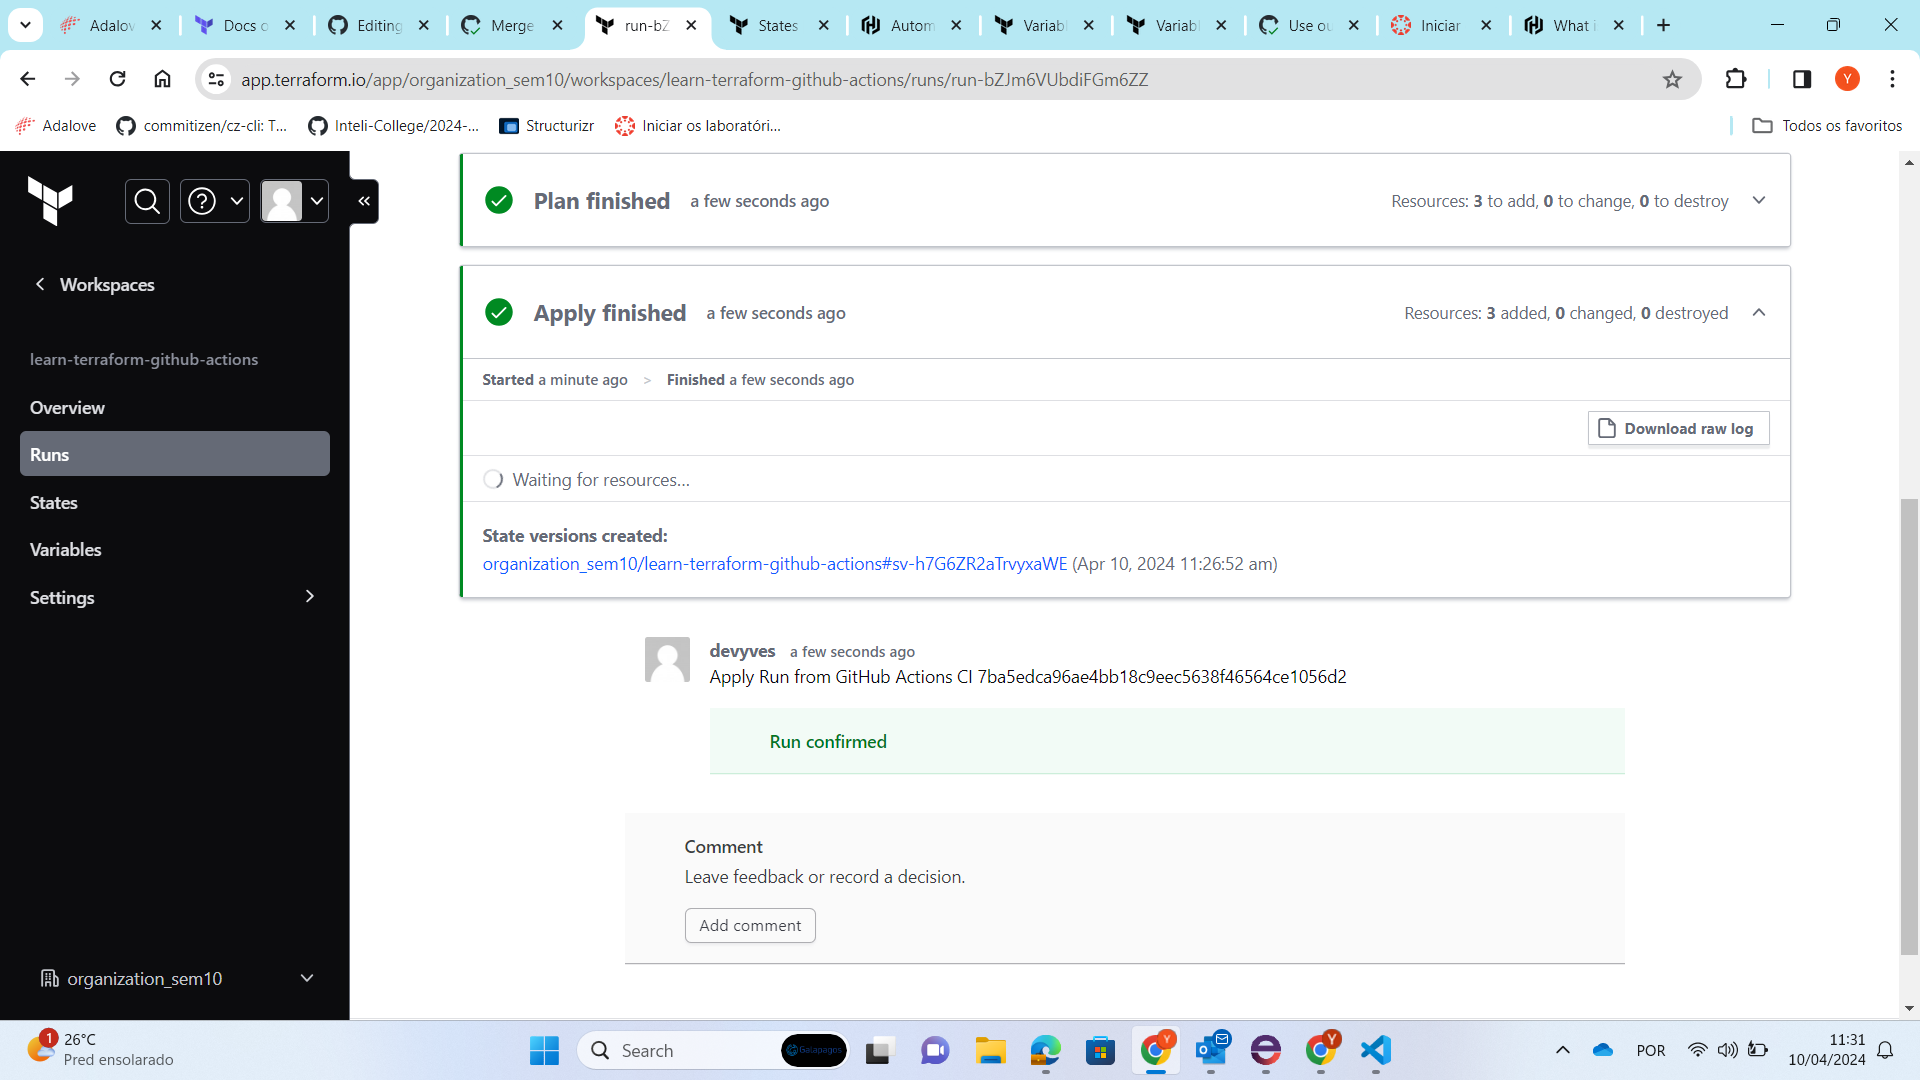 Adalov
Docs o
Editing
Merge
run-bZ
States
Autom
Variabl
Variabl
Use ou
Iniciar
What i
app.terraform.io/app/organization_sem10/workspaces/learn-terraform-github-actions/runs/run-bZJm6VUbdiFGm6ZZ
Y
Adalove
commitizen/cz-cli: T...
Inteli-College/2024-...
Structurizr
Iniciar os laboratóri...
Todos os favoritos
Workspaces
learn-terraform-github-actions
Overview
Runs
States
Variables
Settings
organization_sem10
Plan finished a few seconds ago
Resources: 3 to add, 0 to change, 0 to destroy
Apply finished a few seconds ago
Resources: 3 added, 0 changed, 0 destroyed
Started a minute ago > Finished a few seconds ago
Download raw log
Waiting for resources...
State versions created:
organization_sem10/learn-terraform-github-actions#sv-h7G6ZR2aTrvyxaWE (Apr 10, 2024 11:26:52 am)
devyves a few seconds ago
Apply Run from GitHub Actions CI 7ba5edca96ae4bb18c9eec5638f46564ce1056d2
Run confirmed
Comment
Leave feedback or record a decision.
Add comment
1
26°C
Pred ensolarado
Search
Galapagos
Y
Y
POR
11:31
10/04/2024